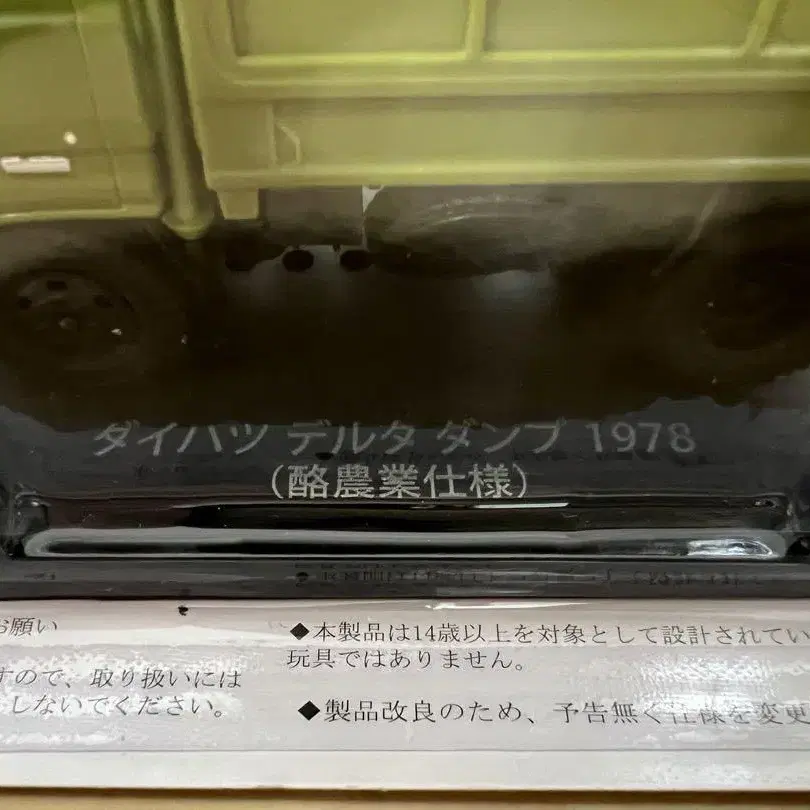 ダイハツ デルタ ダンプ 1978
(酪農業仕様)
お願い
すので、取り扱いには
しないでください。
◆本製品は14歳以上を対象として設計されてい
玩具ではありません。
◆製品改良のため、予告無く仕様を変更